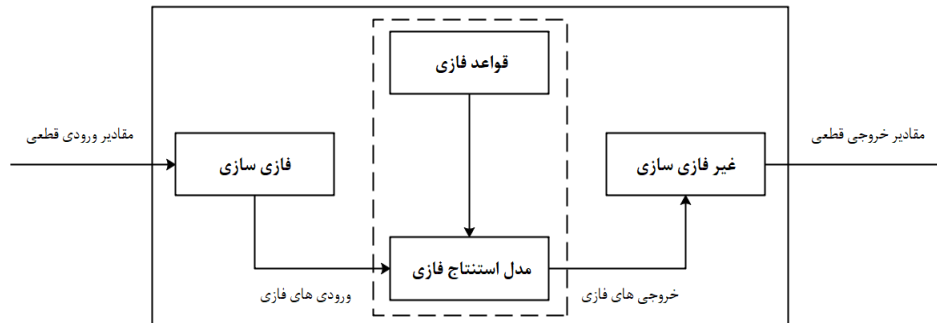 قواعد فازی
مقادیر ورودی قطعی
مقادیر خروجی قطعی
فازی سازی
غیر فازی سازی
مدل استنتاج فازی
ورودی های فازی
خروجی های فازی